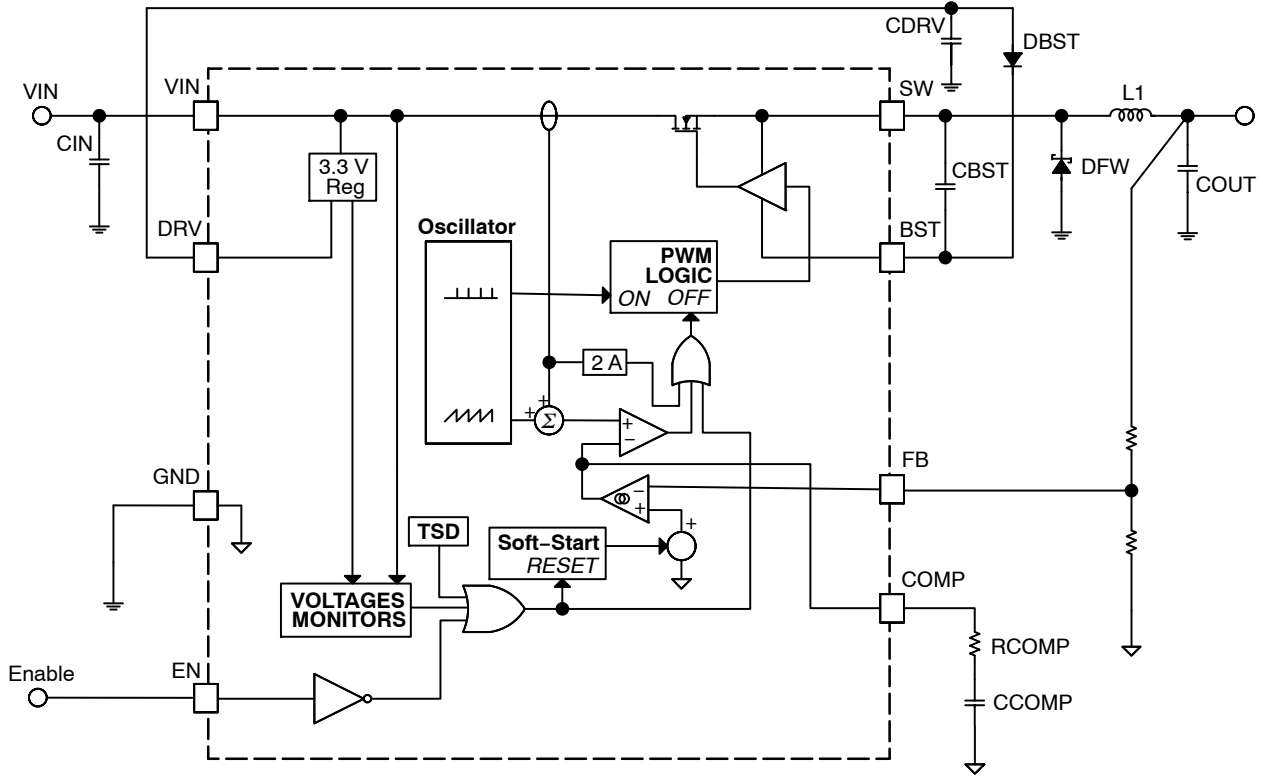 CDRV
DBST
VIN
VIN
SW
L1
CIN
3.3 V
Reg
CBST
DFW
COUT
DRV
Oscillator
BST
PWM
LOGIC
ON OFF
2 A
+
+
Σ
+
−
GND
FB
−
+
+
TSD
Soft−Start
RESET
COMP
VOLTAGES
MONITORS
RCOMP
Enable
EN
CCOMP